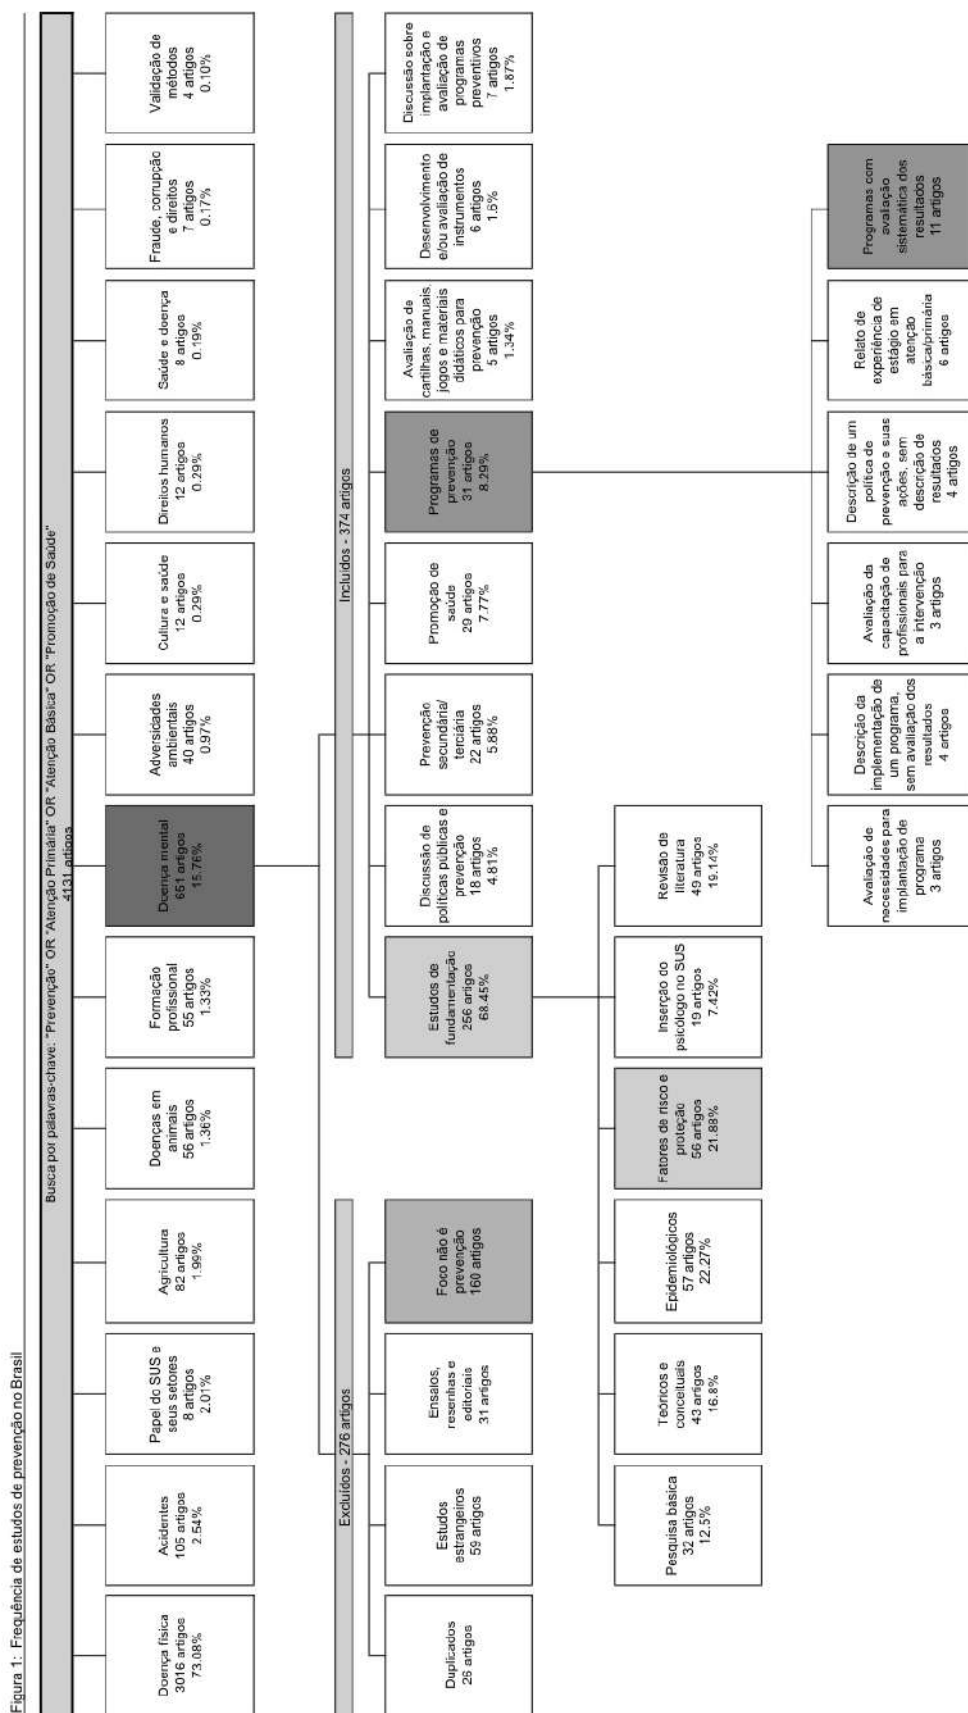 Figura 1: Frequência de estudos de prevenção no Brasil
Busca por palavras-chave: "Prevenção" OR "Atenção Primária" OR "Atenção Básica" OR "Promoção de Saúde"
4131 artigos
Doença física
3016 artigos
73.08%
Acidentes
105 artigos
2.54%
Papel do SUS e
seus setores
8 artigos
2.01%
Agricultura
82 artigos
1.99%
Doenças em
animais
56 artigos
1.36%
Formação
profissional
55 artigos
1.33%
Doença mental
651 artigos
15.76%
Adversidades
ambientais
40 artigos
0.97%
Cultura e saúde
12 artigos
0.29%
Direitos humanos
12 artigos
0.29%
Saúde e doença
8 artigos
0.19%
Fraude, corrupção
e direitos
7 artigos
0.17%
Validação de
métodos
4 artigos
0.10%
Excluídos - 276 artigos
Incluídos - 374 artigos
Duplicados
26 artigos
Estudos
estrangeiros
59 artigos
Ensaios,
resenhas e
editoriais
31 artigos
Foco não é
prevenção
160 artigos
Estudos de
fundamentação
256 artigos
68.45%
Discussão de
políticas públicas e
prevenção
18 artigos
4.81%
Prevenção
secundária/
terciária
22 artigos
5.88%
Promoção de
saúde
29 artigos
7.77%
Programas de
prevenção
31 artigos
8.29%
Avaliação de
cartilhas, manuais,
jogos e materiais
didáticos para
prevenção
5 artigos
1.34%
Desenvolvimento
e/ou avaliação de
instrumentos
6 artigos
1.6%
Discussão sobre
implantação e
avaliação de
programas
preventivos
7 artigos
1.87%
Pesquisa básica
32 artigos
12.5%
Teóricos e
conceituais
43 artigos
16.8%
Epidemiológicos
57 artigos
22.27%
Fatores de risco e
proteção
56 artigos
21.88%
Inserção do
psicólogo no SUS
19 artigos
7.42%
Revisão de
literatura
49 artigos
19.14%
Avaliação de
necessidades para
implantação de
programa
3 artigos
Descrição da
implementação de
um programa,
sem avaliação dos
resultados
4 artigos
Avaliação da
capacitação de
profissionais para
a intervenção
3 artigos
Descrição de um
política de
prevenção e suas
ações, sem
descrição de
resultados
4 artigos
Relato de
experiência de
estágio em
atenção
básica/primária
6 artigos
Programas com
avaliação
sistemática dos
resultados
11 artigos